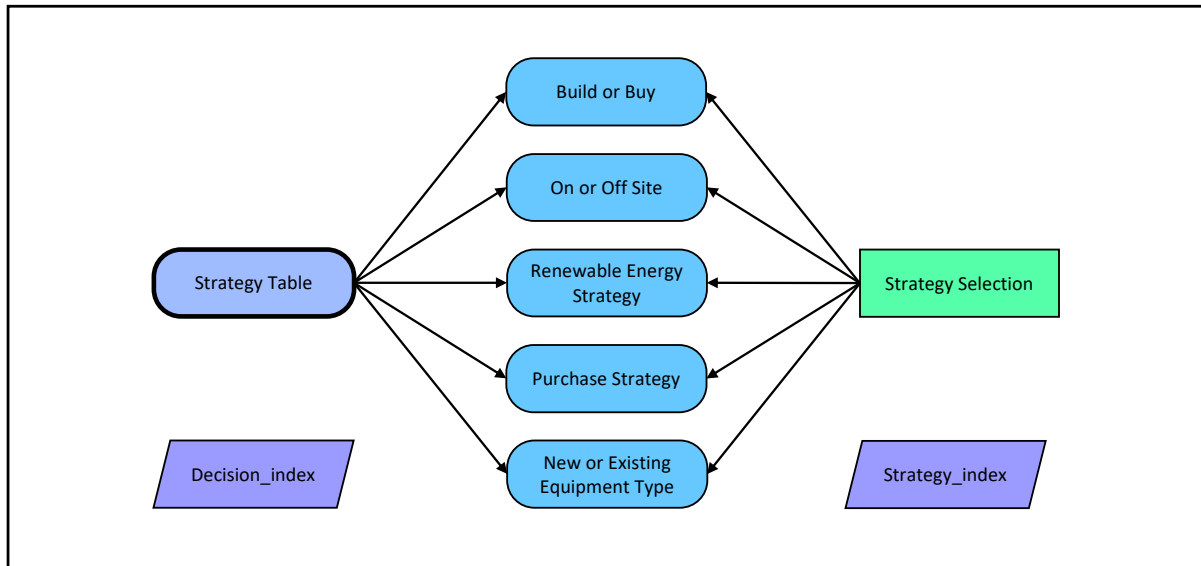 Build or Buy
On or Off Site
Strategy Table
Renewable Energy
Strategy
Strategy Selection
Purchase Strategy
Decision_index
New or Existing
Equipment Type
Strategy_index